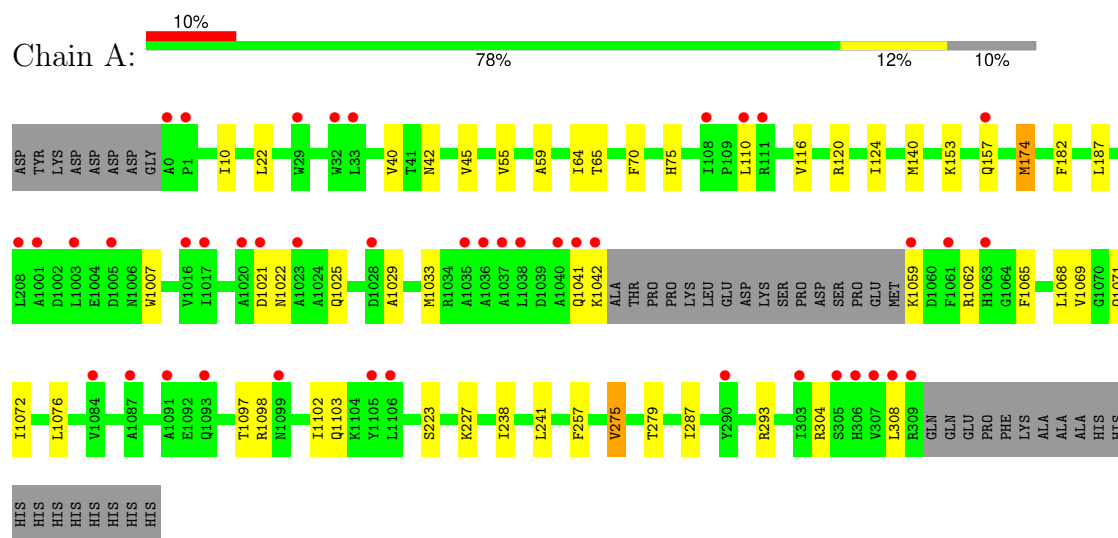 10%
Chain A:
78% 12% 10%
ASP TYR LYS ASP ASP ASP ASP GLY A0 P1 I10 L22 W29 W32 L33 V40 T41 N42 V45 V55 A59 I64 T65 F70 H75 I108 P109 L110 R111 V116 R120 I124 M140 K153 Q157 M174 F182 L187
L208 A1001 D1002 L1003 E1004 D1005 N1006 W1007 V1016 I1017 A1020 D1021 N1022 A1023 A1024 Q1025 D1028 A1029 M1033 R1034 A1035 A1036 A1037 L1038 D1039 A1040 Q1041 K1042 ALA THR PRO PRO LYS LEU GLU ASP LYS SER PRO ASP SER PRO GLU MET K1059 D1060 F1061 R1062 H1063 G1064 F1065 L1068 V1069 G1070 Q1071
I1072 L1076 V1084 A1087 A1091 E1092 Q1093 T1097 R1098 N1099 I1102 Q1103 K1104 Y1105 L1106 S223 K227 I238 L241 F257 V275 T279 I287 Y290 R293 I303 R304 S305 H306 V307 L308 R309 GLN GLN GLU PRO PHE LYS ALA ALA ALA HIS HIS
HIS HIS HIS HIS HIS HIS HIS HIS